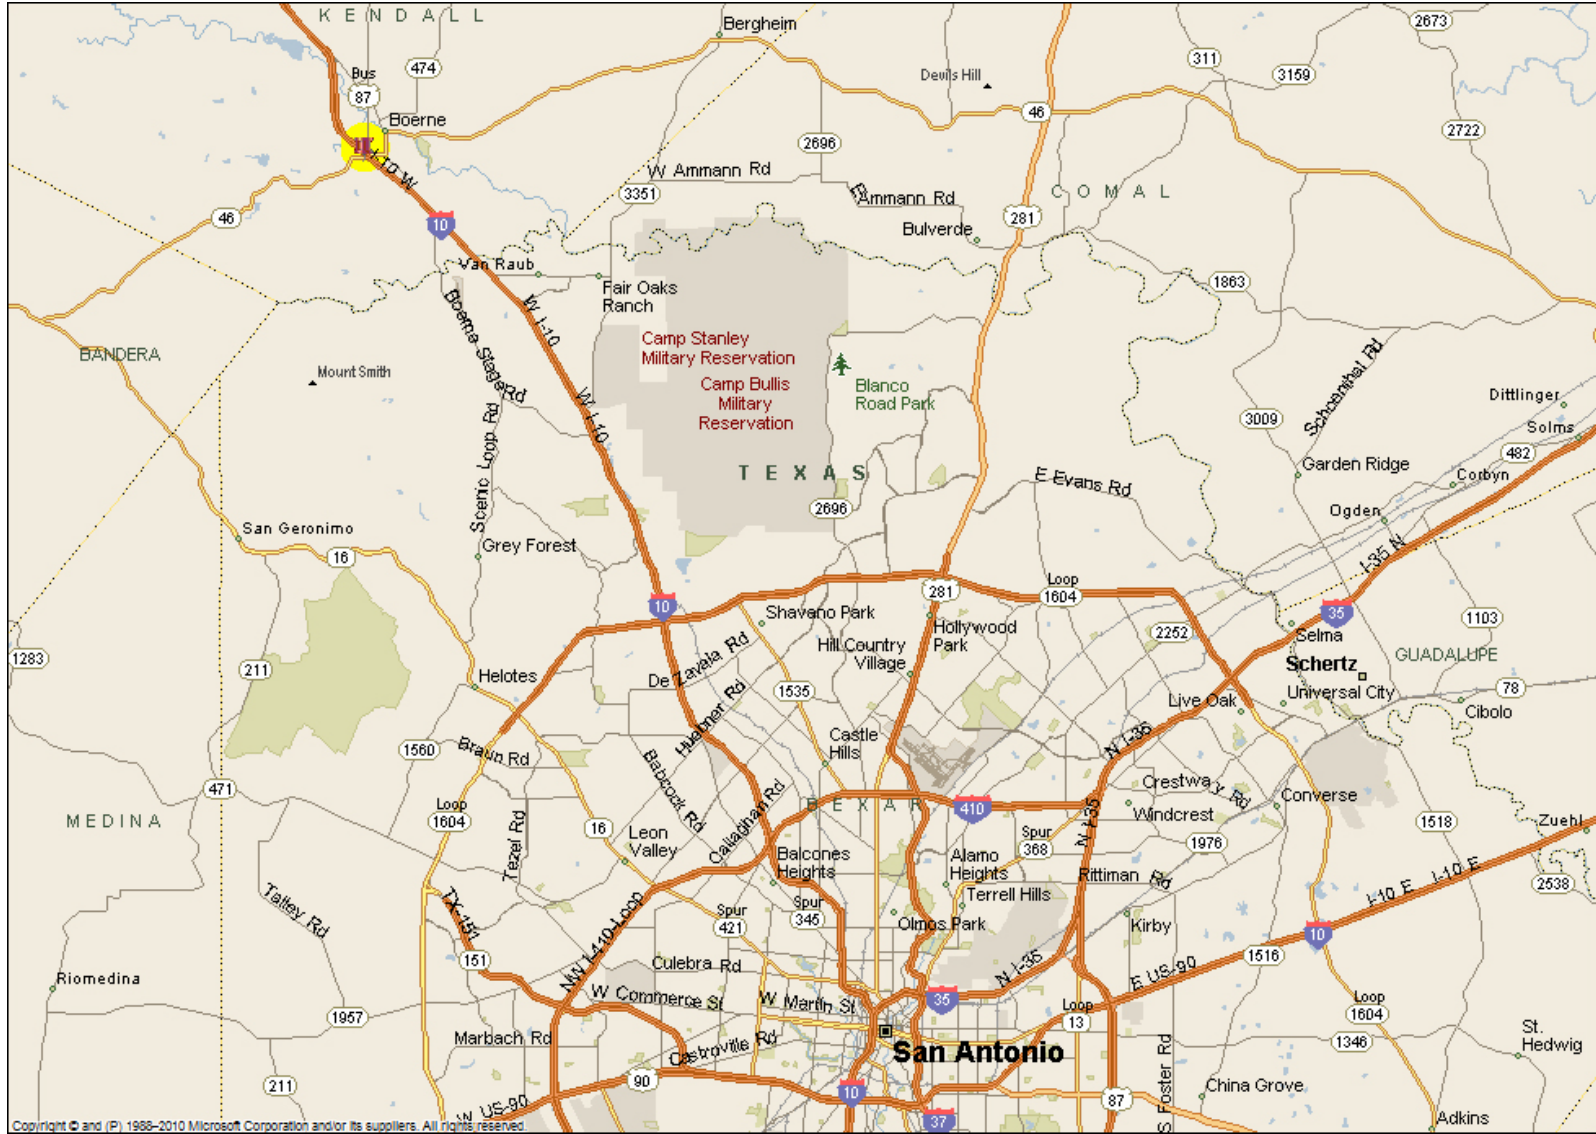 KENDALL
Bergheim
2673
Bus
87
474
311
3159
Devils Hill
Boerne
46
2722
2696
I-10 W
W Ammann Rd
E Ammann Rd
COMAL
3351
46
10
281
Bulverde
Van Raub
1863
Fair Oaks
Ranch
W I-10
Boerne Stage Rd
Camp Stanley
Military Reservation
BANDERA
Mount Smith
Camp Bullis
Military
Reservation
Blanco
Road Park
W I-10
Schoenthal Rd
Dittlinger
3009
Solms
Scenic Loop Rd
TEXAS
482
Garden Ridge
Corbyn
E Evans Rd
2696
Ogden
San Geronimo
16
Grey Forest
I-35 N
Loop
1604
281
10
Shavano Park
35
1103
Hollywood
Park
2252
Selma
Hill Country
Village
1283
211
Helotes
De Zavala Rd
Schertz
GUADALUPE
1535
Universal City
78
Live Oak
Cibolo
Huebner Rd
1560
Braun Rd
Castle
Hills
N I-35
Babcock Rd
471
Crestway Rd
Converse
Callaghan Rd
BEXAR
410
Loop
1604
MEDINA
16
Leon
Valley
N I-35
Windcrest
Spur
368
1518
Zuehl
Tezel Rd
1976
Balcones
Heights
Alamo
Heights
Rittiman Rd
I-10 E
I-10 E
2538
Talley Rd
TX-151
NW I-410-Loop
Spur
421
Spur
345
Terrell Hills
Olmos Park
Kirby
10
151
Culebra Rd
N I-35
E US-90
1516
Riomedina
W Commerce St
W Martin St
35
Loop
13
Loop
1604
1957
Marbach Rd
Castroville Rd
San Antonio
1346
St.
Hedwig
211
90
10
S Foster Rd
China Grove
87
W US-90
37
Adkins
Copyright © and (P) 1988–2010 Microsoft Corporation and/or its suppliers. All rights reserved.